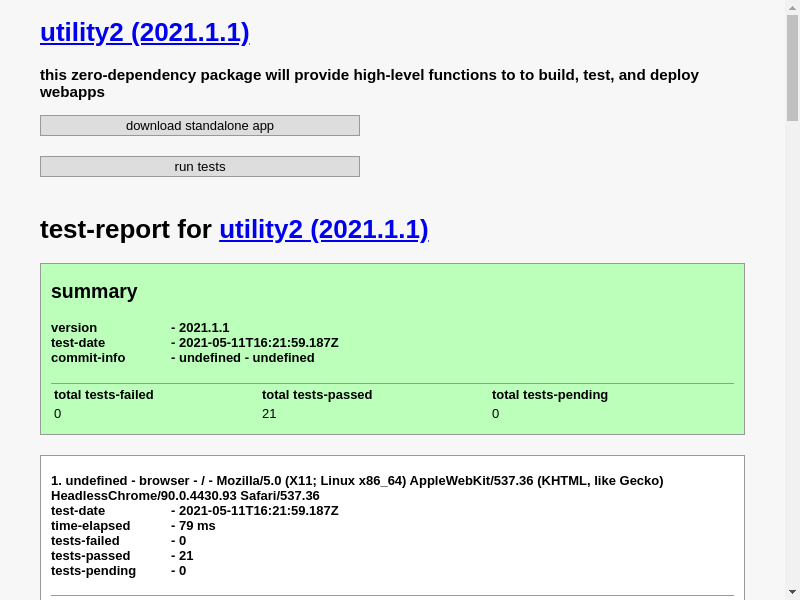 utility2 (2021.1.1)
this zero-dependency package will provide high-level functions to to build, test, and deploy
webapps
download standalone app
run tests
test-report for utility2 (2021.1.1)
summary
version - 2021.1.1
test-date - 2021-05-11T16:21:59.187Z
commit-info - undefined - undefined
total tests-failed total tests-passed total tests-pending
0 21 0
1. undefined - browser - / - Mozilla/5.0 (X11; Linux x86_64) AppleWebKit/537.36 (KHTML, like Gecko)
HeadlessChrome/90.0.4430.93 Safari/537.36
test-date - 2021-05-11T16:21:59.187Z
time-elapsed - 79 ms
tests-failed - 0
tests-passed - 21
tests-pending - 0